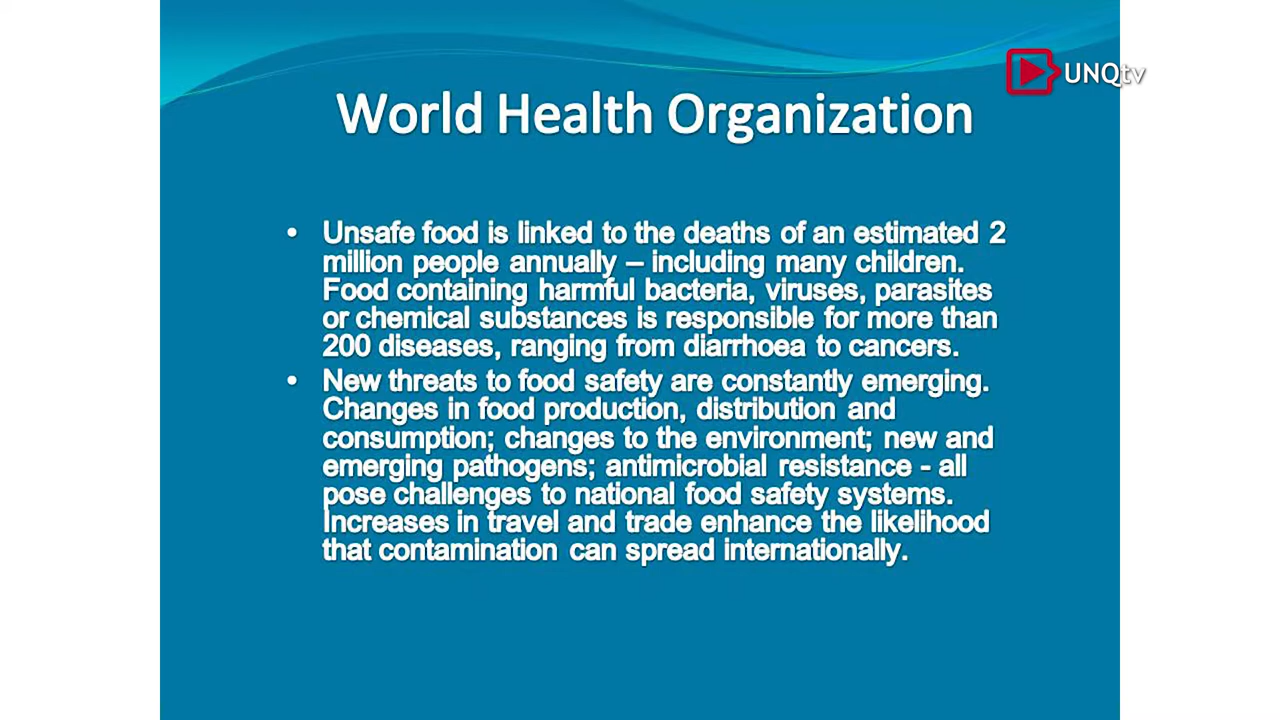 UNQtv
World Health Organization
• Unsafe food is linked to the deaths of an estimated 2
million people annually – including many children.
Food containing harmful bacteria, viruses, parasites
or chemical substances is responsible for more than
200 diseases, ranging from diarrhoea to cancers.
• New threats to food safety are constantly emerging.
Changes in food production, distribution and
consumption; changes to the environment; new and
emerging pathogens; antimicrobial resistance - all
pose challenges to national food safety systems.
Increases in travel and trade enhance the likelihood
that contamination can spread internationally.